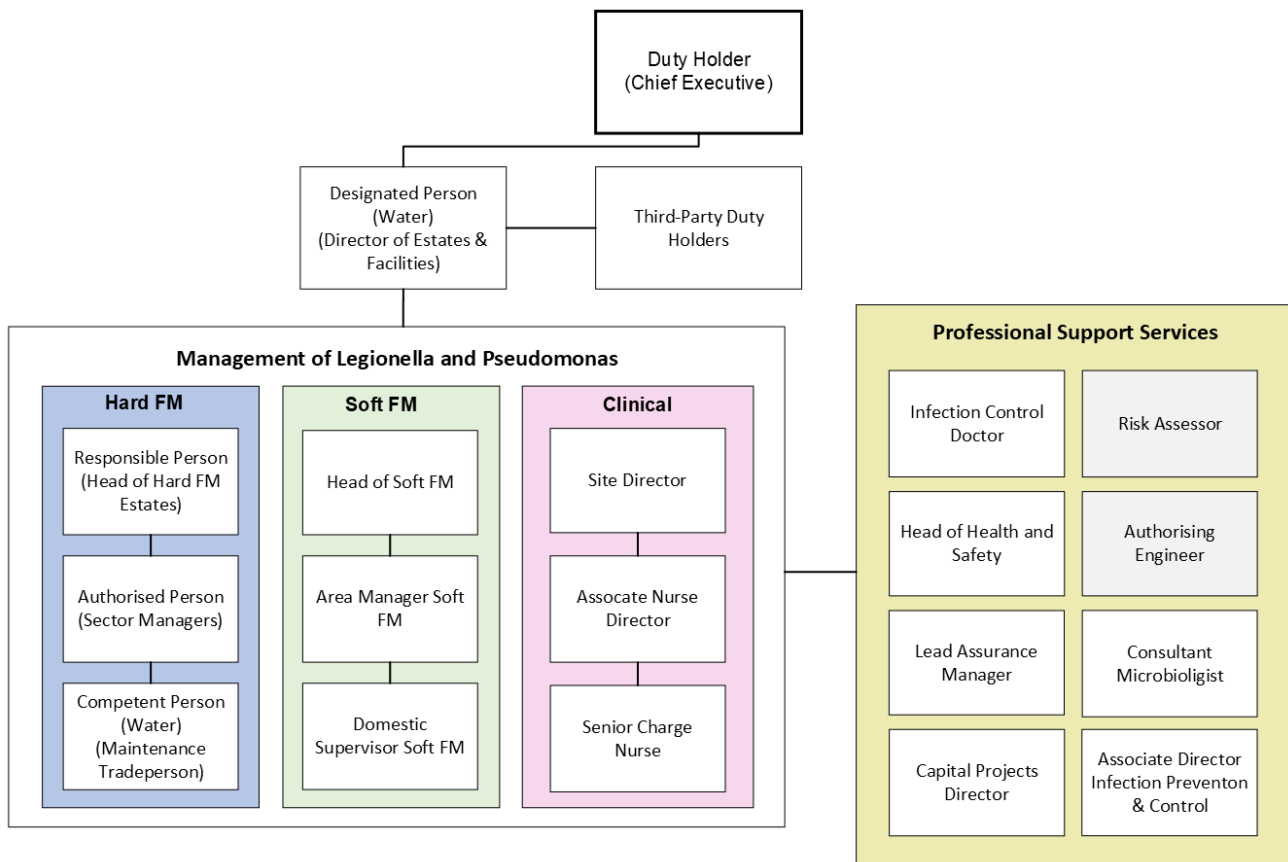 Duty Holder
(Chief Executive)
Designated Person
(Water)
(Director of Estates &
Facilities)
Third-Party Duty
Holders
Management of Legionella and Pseudomonas
Hard FM
Responsible Person
(Head of Hard FM
Estates)
Authorised Person
(Sector Managers)
Competent Person
(Water)
(Maintenance
Tradeperson)
Soft FM
Head of Soft FM
Area Manager Soft
FM
Domestic
Supervisor Soft FM
Clinical
Site Director
Assocate Nurse
Director
Senior Charge
Nurse
Professional Support Services
Infection Control
Doctor
Risk Assessor
Head of Health and
Safety
Authorising
Engineer
Lead Assurance
Manager
Consultant
Microbioligist
Capital Projects
Director
Associate Director
Infection Preventon
& Control